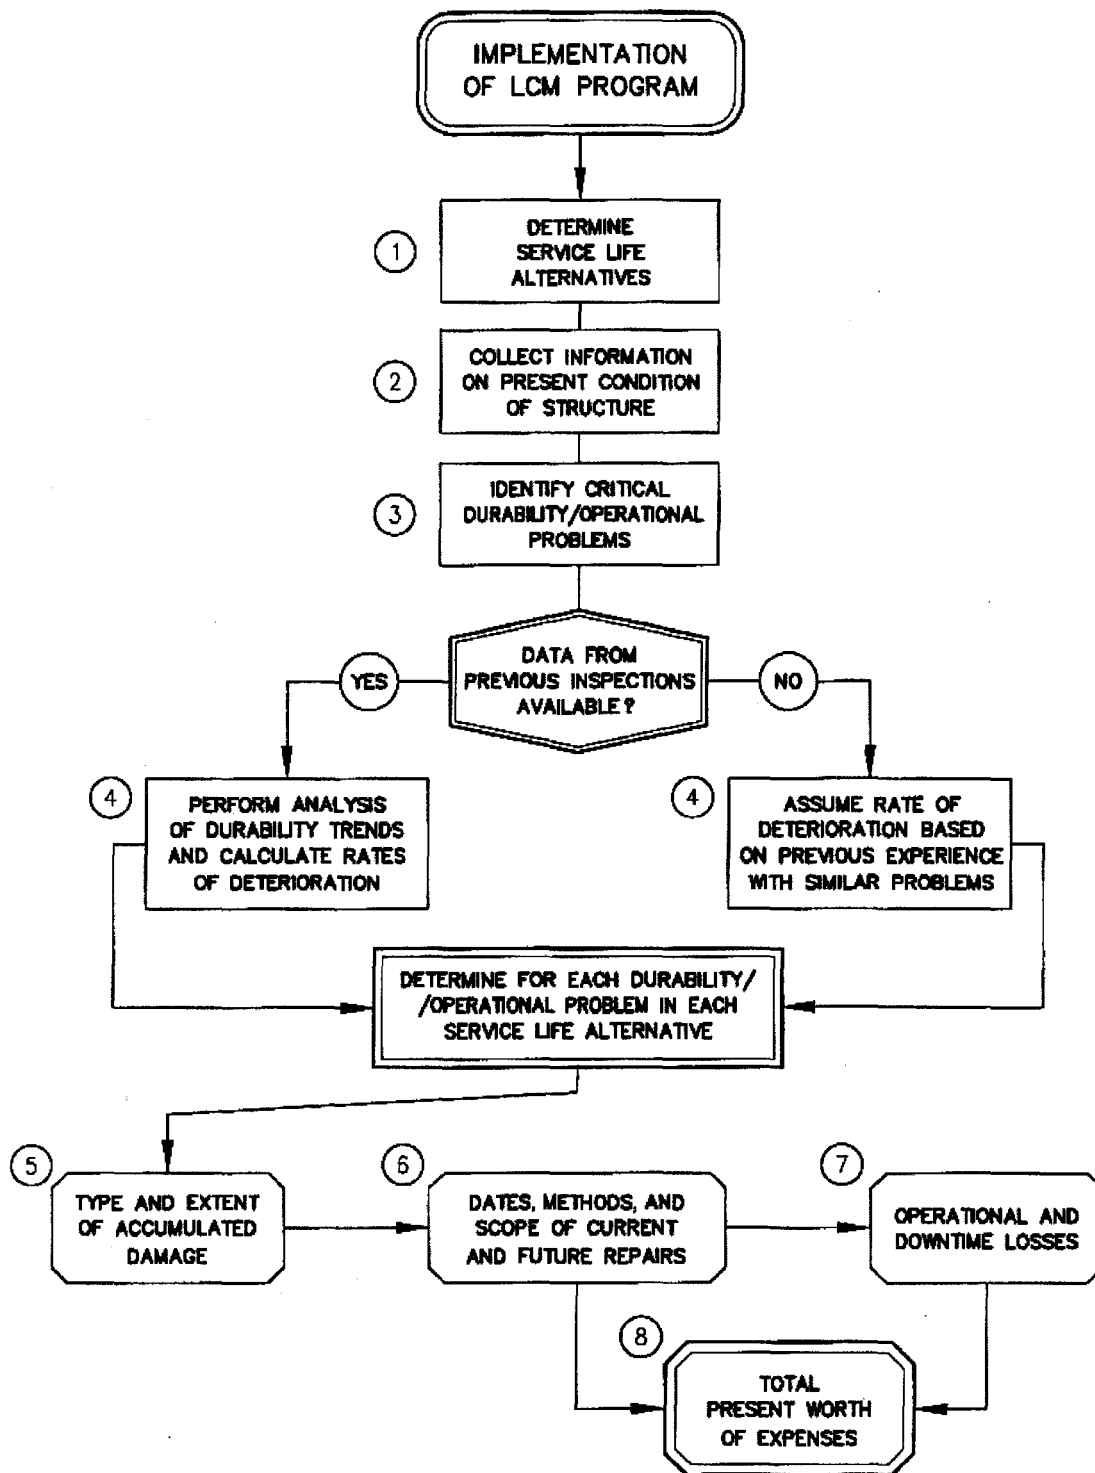 IMPLEMENTATION
OF LCM PROGRAM
1
DETERMINE
SERVICE LIFE
ALTERNATIVES
2
COLLECT INFORMATION
ON PRESENT CONDITION
OF STRUCTURE
3
IDENTIFY CRITICAL
DURABILITY/OPERATIONAL
PROBLEMS
DATA FROM
PREVIOUS INSPECTIONS
AVAILABLE?
YES
NO
4
PERFORM ANALYSIS
OF DURABILITY TRENDS
AND CALCULATE RATES
OF DETERIORATION
4
ASSUME RATE OF
DETERIORATION BASED
ON PREVIOUS EXPERIENCE
WITH SIMILAR PROBLEMS
DETERMINE FOR EACH DURABILITY/
/OPERATIONAL PROBLEM IN EACH
SERVICE LIFE ALTERNATIVE
5
TYPE AND EXTENT
OF ACCUMULATED
DAMAGE
6
DATES, METHODS, AND
SCOPE OF CURRENT
AND FUTURE REPAIRS
7
OPERATIONAL AND
DOWNTIME LOSSES
8
TOTAL
PRESENT WORTH
OF EXPENSES